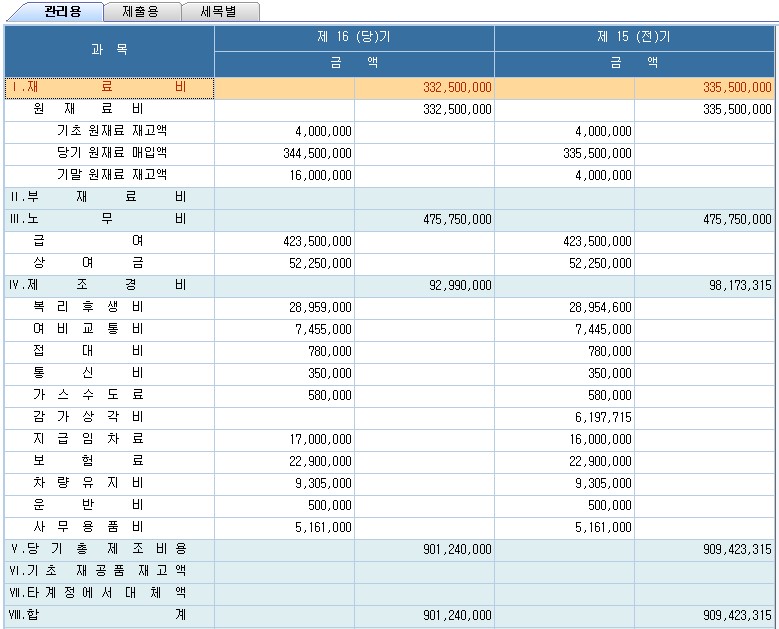 관리용 제출용 세목별
과 목 제 16 (당)기 제 15 (전)기
금 액 금 액
Ⅰ.재 료 비 332,500,000 335,500,000
원 재 료 비 332,500,000 335,500,000
기초 원재료 재고액 4,000,000 4,000,000
당기 원재료 매입액 344,500,000 335,500,000
기말 원재료 재고액 16,000,000 4,000,000
Ⅱ.부 재 료 비
Ⅲ.노 무 비 475,750,000 475,750,000
급 여 423,500,000 423,500,000
상 여 금 52,250,000 52,250,000
Ⅳ.제 조 경 비 92,990,000 98,173,315
복 리 후 생 비 28,959,000 28,954,600
여 비 교 통 비 7,455,000 7,445,000
접 대 비 780,000 780,000
통 신 비 350,000 350,000
가 스 수 도 료 580,000 580,000
감 가 상 각 비 6,197,715
지 급 임 차 료 17,000,000 16,000,000
보 험 료 22,900,000 22,900,000
차 량 유 지 비 9,305,000 9,305,000
운 반 비 500,000 500,000
사 무 용 품 비 5,161,000 5,161,000
Ⅴ.당 기 총 제 조 비 용 901,240,000 909,423,315
Ⅵ.기 초 재 공 품 재 고 액
Ⅶ.타 계 정 에 서 대 체 액
Ⅷ.합 계 901,240,000 909,423,315